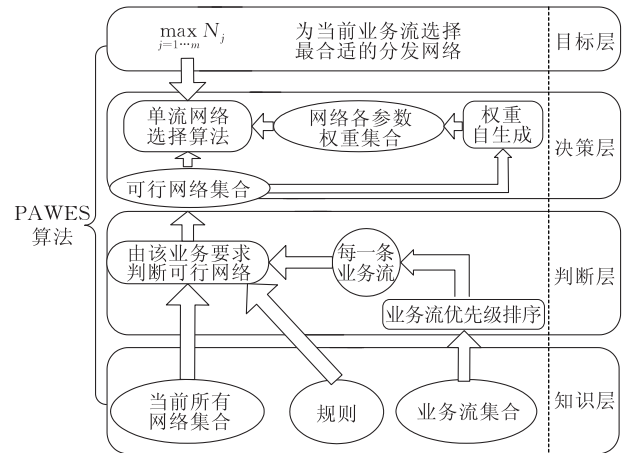 max N_j
j=1…m
为当前业务流选择
最合适的分发网络
目标层
单流网络
选择算法
网络各参数
权重集合
权重
自生成
决策层
可行网络集合
PAWES
算法
由该业务要求
判断可行网络
每一条
业务流
业务流优先级排序
判断层
当前所有
网络集合
规则
业务流集合
知识层